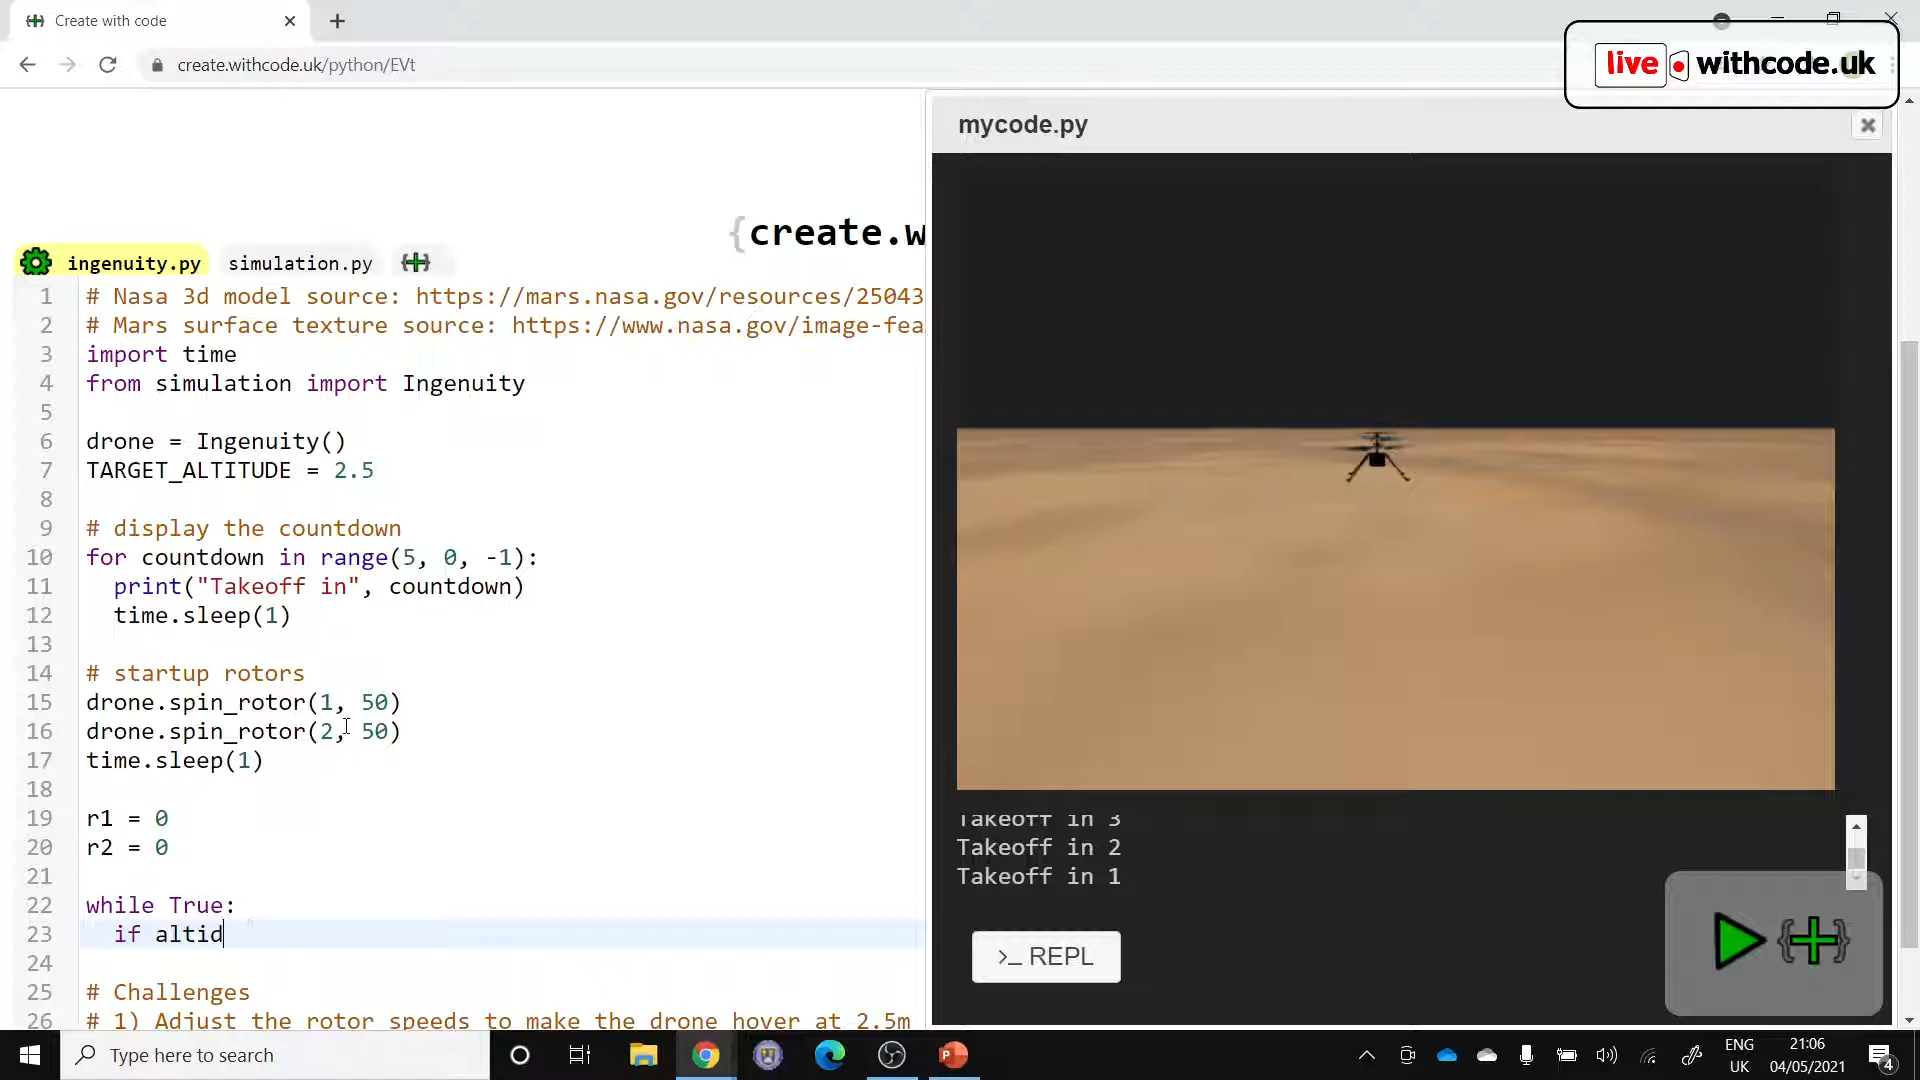 Create with code
create.withcode.uk/python/EVt
live withcode.uk
mycode.py
{create.w
ingenuity.py simulation.py
1 # Nasa 3d model source: https://mars.nasa.gov/resources/25043
2 # Mars surface texture source: https://www.nasa.gov/image-fea
3 import time
4 from simulation import Ingenuity
5
6 drone = Ingenuity()
7 TARGET_ALTITUDE = 2.5
8
9 # display the countdown
10 for countdown in range(5, 0, -1):
11 print("Takeoff in", countdown)
12 time.sleep(1)
13
14 # startup rotors
15 drone.spin_rotor(1, 50)
16 drone.spin_rotor(2, 50)
17 time.sleep(1)
18
19 r1 = 0
20 r2 = 0
21
22 while True:
23 if altid
24
25 # Challenges
26 # 1) Adjust the rotor speeds to make the drone hover at 2.5m
Takeoff in 3
Takeoff in 2
Takeoff in 1
>_ REPL
Type here to search
ENG
UK
21:06
04/05/2021
4